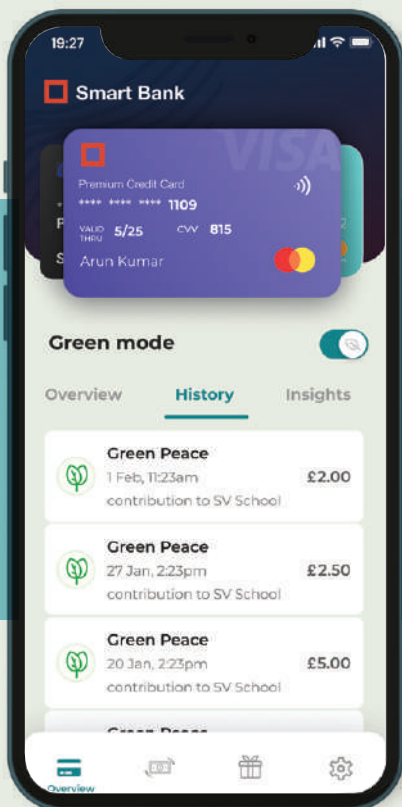 19:27
Smart Bank
VISA
Premium Credit Card
**** **** **** 1109
VALID THRU 5/25 CVV 815
Arun Kumar
Green mode
Overview History Insights
Green Peace
1 Feb, 11:23am £2.00
contribution to SV School
Green Peace
27 Jan, 2:23pm £2.50
contribution to SV School
Green Peace
20 Jan, 2:23pm £5.00
contribution to SV School
Green Peace
Overview